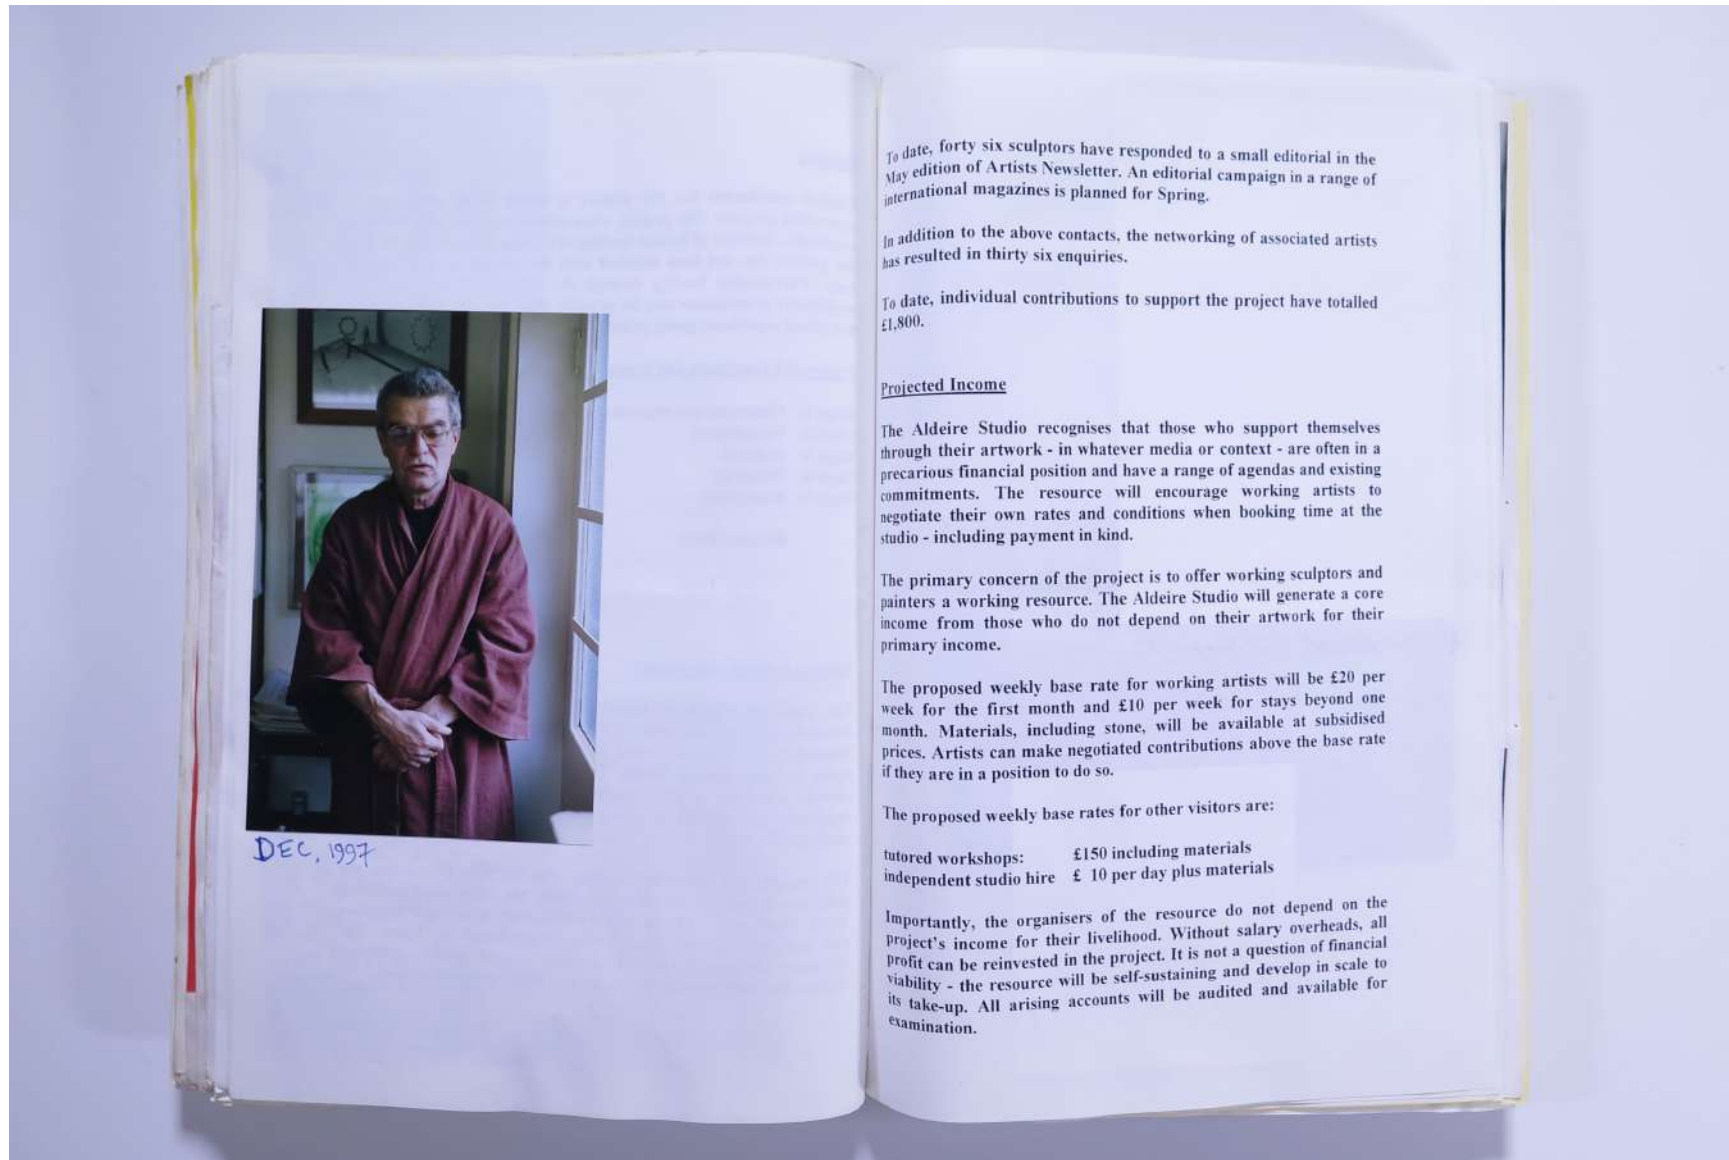 DEC, 1997
To date, forty six sculptors have responded to a small editorial in the
May edition of Artists Newsletter. An editorial campaign in a range of
international magazines is planned for Spring.
In addition to the above contacts, the networking of associated artists
has resulted in thirty six enquiries.
To date, individual contributions to support the project have totalled
£1,800.
Projected Income
The Aldeire Studio recognises that those who support themselves
through their artwork - in whatever media or context - are often in a
precarious financial position and have a range of agendas and existing
commitments. The resource will encourage working artists to
negotiate their own rates and conditions when booking time at the
studio - including payment in kind.
The primary concern of the project is to offer working sculptors and
painters a working resource. The Aldeire Studio will generate a core
income from those who do not depend on their artwork for their
primary income.
The proposed weekly base rate for working artists will be £20 per
week for the first month and £10 per week for stays beyond one
month. Materials, including stone, will be available at subsidised
prices. Artists can make negotiated contributions above the base rate
if they are in a position to do so.
The proposed weekly base rates for other visitors are:
tutored workshops: £150 including materials
independent studio hire £ 10 per day plus materials
Importantly, the organisers of the resource do not depend on the
project's income for their livelihood. Without salary overheads, all
profit can be reinvested in the project. It is not a question of financial
viability - the resource will be self-sustaining and develop in scale to
its take-up. All arising accounts will be audited and available for
examination.